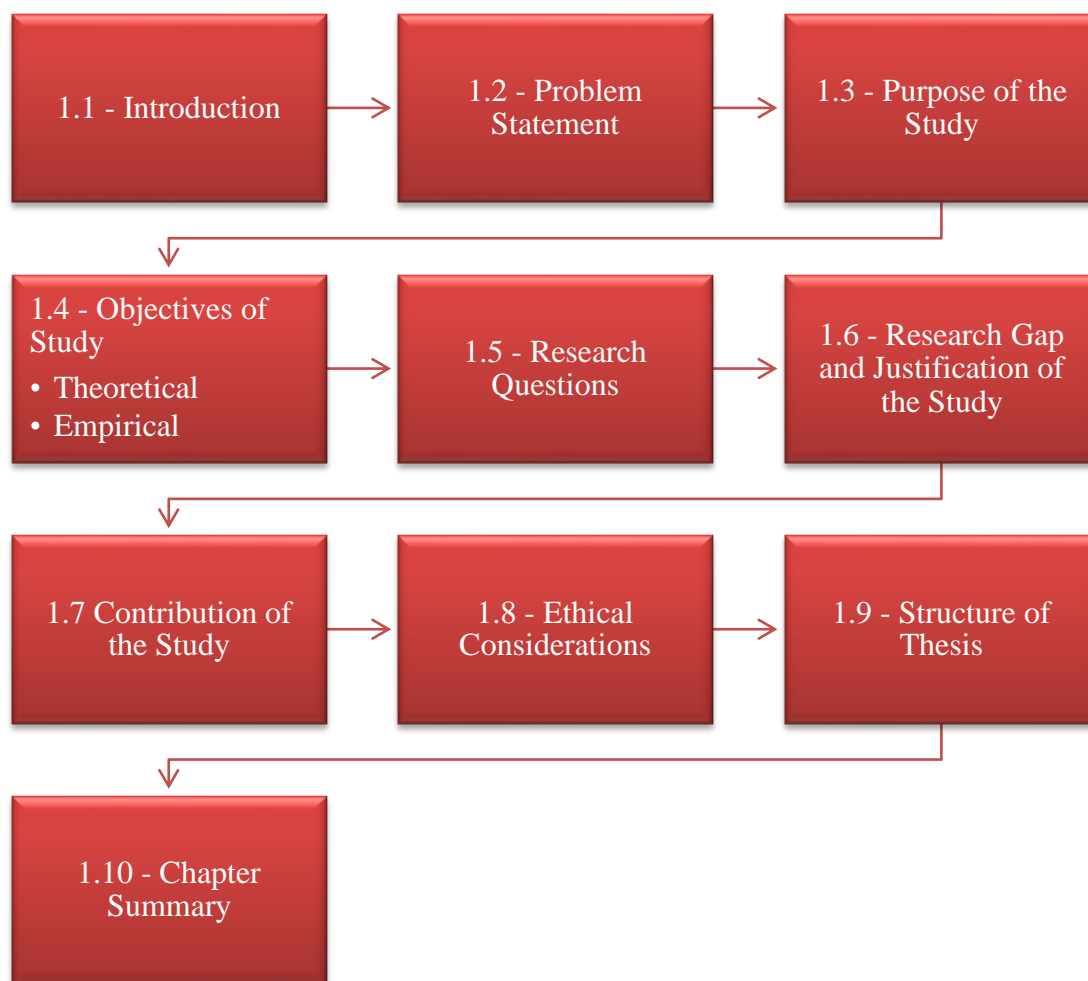 1.1 - Introduction
1.2 - Problem
Statement
1.3 - Purpose of the
Study
1.4 - Objectives of
Study
• Theoretical
• Empirical
1.5 - Research
Questions
1.6 - Research Gap
and Justification of
the Study
1.7 Contribution of
the Study
1.8 - Ethical
Considerations
1.9 - Structure of
Thesis
1.10 - Chapter
Summary